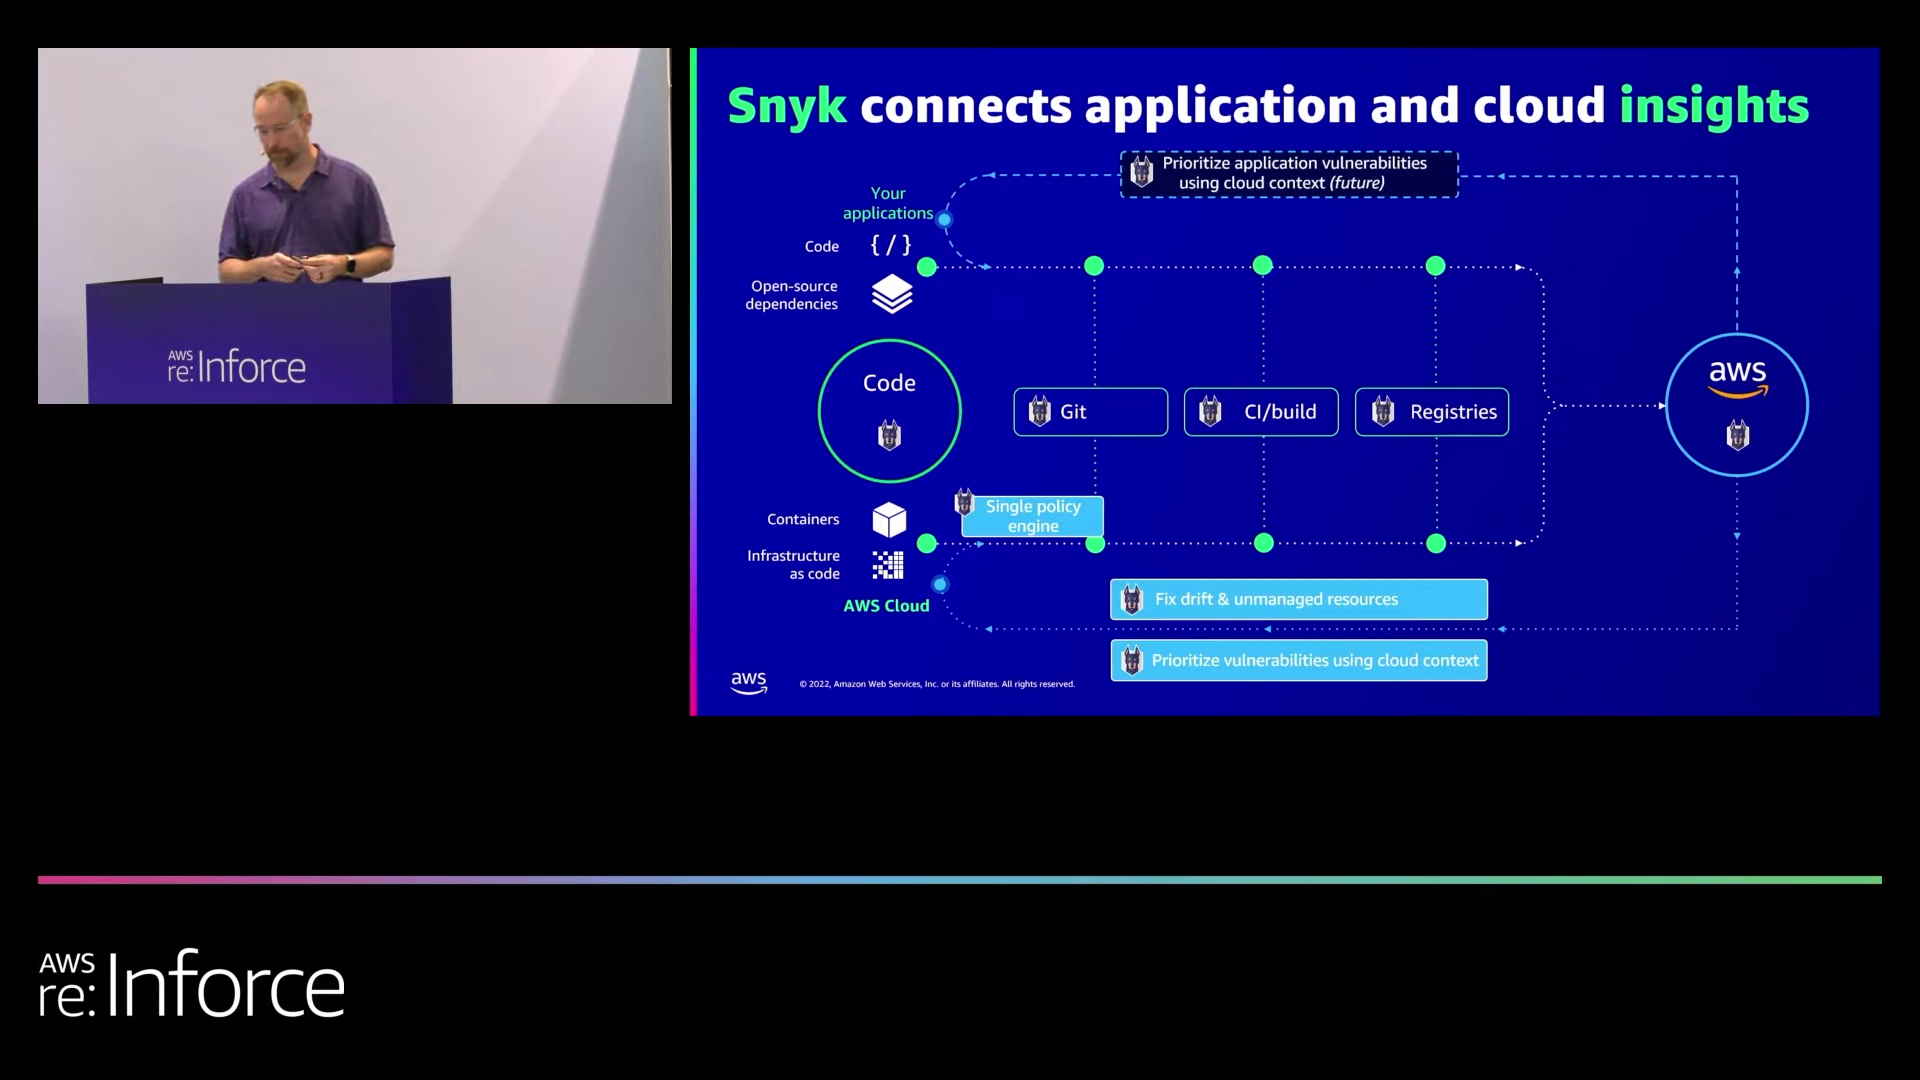 AWS
re:Inforce
Snyk connects application and cloud insights
Prioritize application vulnerabilities
using cloud context (future)
Your
applications
Code
{ / }
Open-source
dependencies
Code
Git
CI/build
Registries
aws
Single policy
engine
Containers
Infrastructure
as code
AWS Cloud
Fix drift & unmanaged resources
Prioritize vulnerabilities using cloud context
aws
© 2022, Amazon Web Services, Inc. or its affiliates. All rights reserved.
AWS
re:Inforce